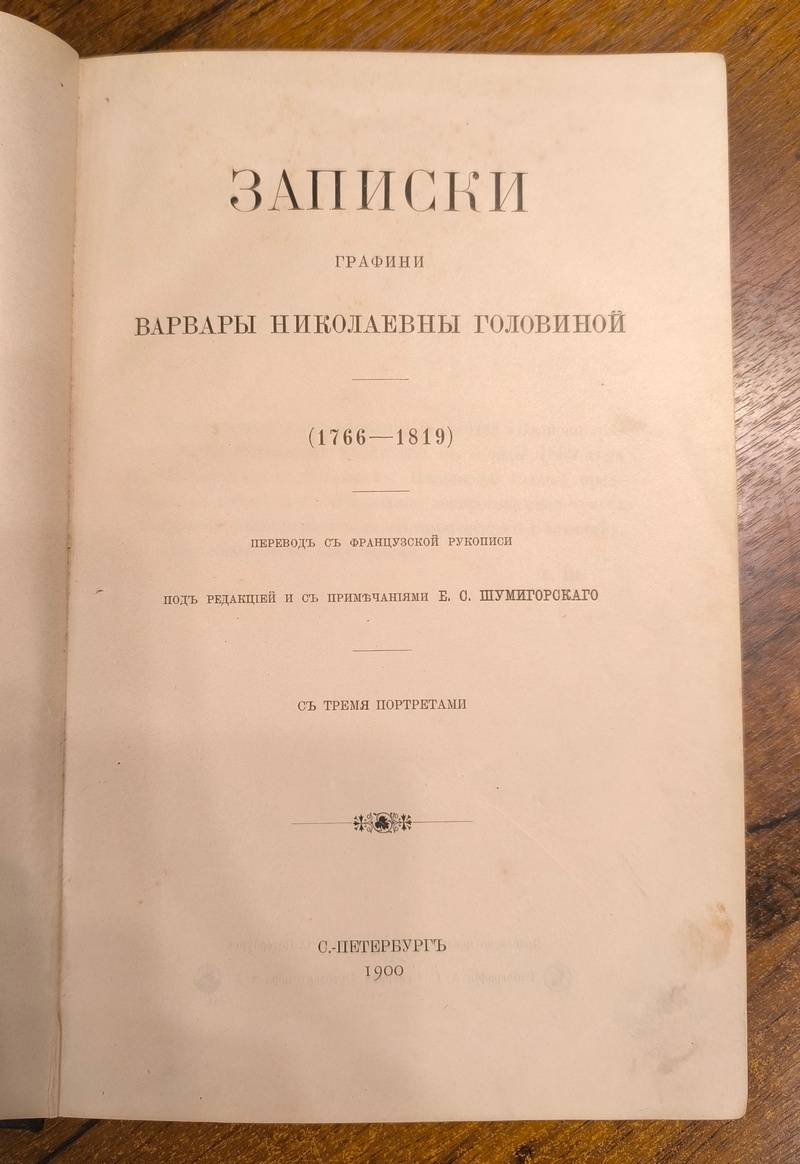 ЗАПИСКИ
ГРАФИНИ
ВАРВАРЫ НИКОЛАЕВНЫ ГОЛОВИНОЙ
(1766—1819)
ПЕРЕВОДЪ СЪ ФРАНЦУЗСКОЙ РУКОПИСИ
ПОДЪ РЕДАКЦІЕЙ И СЪ ПРИМѢЧАНІЯМИ Е. С. ШУМИГОРСКАГО
СЪ ТРЕМЯ ПОРТРЕТАМИ
С.-ПЕТЕРБУРГЪ
1900